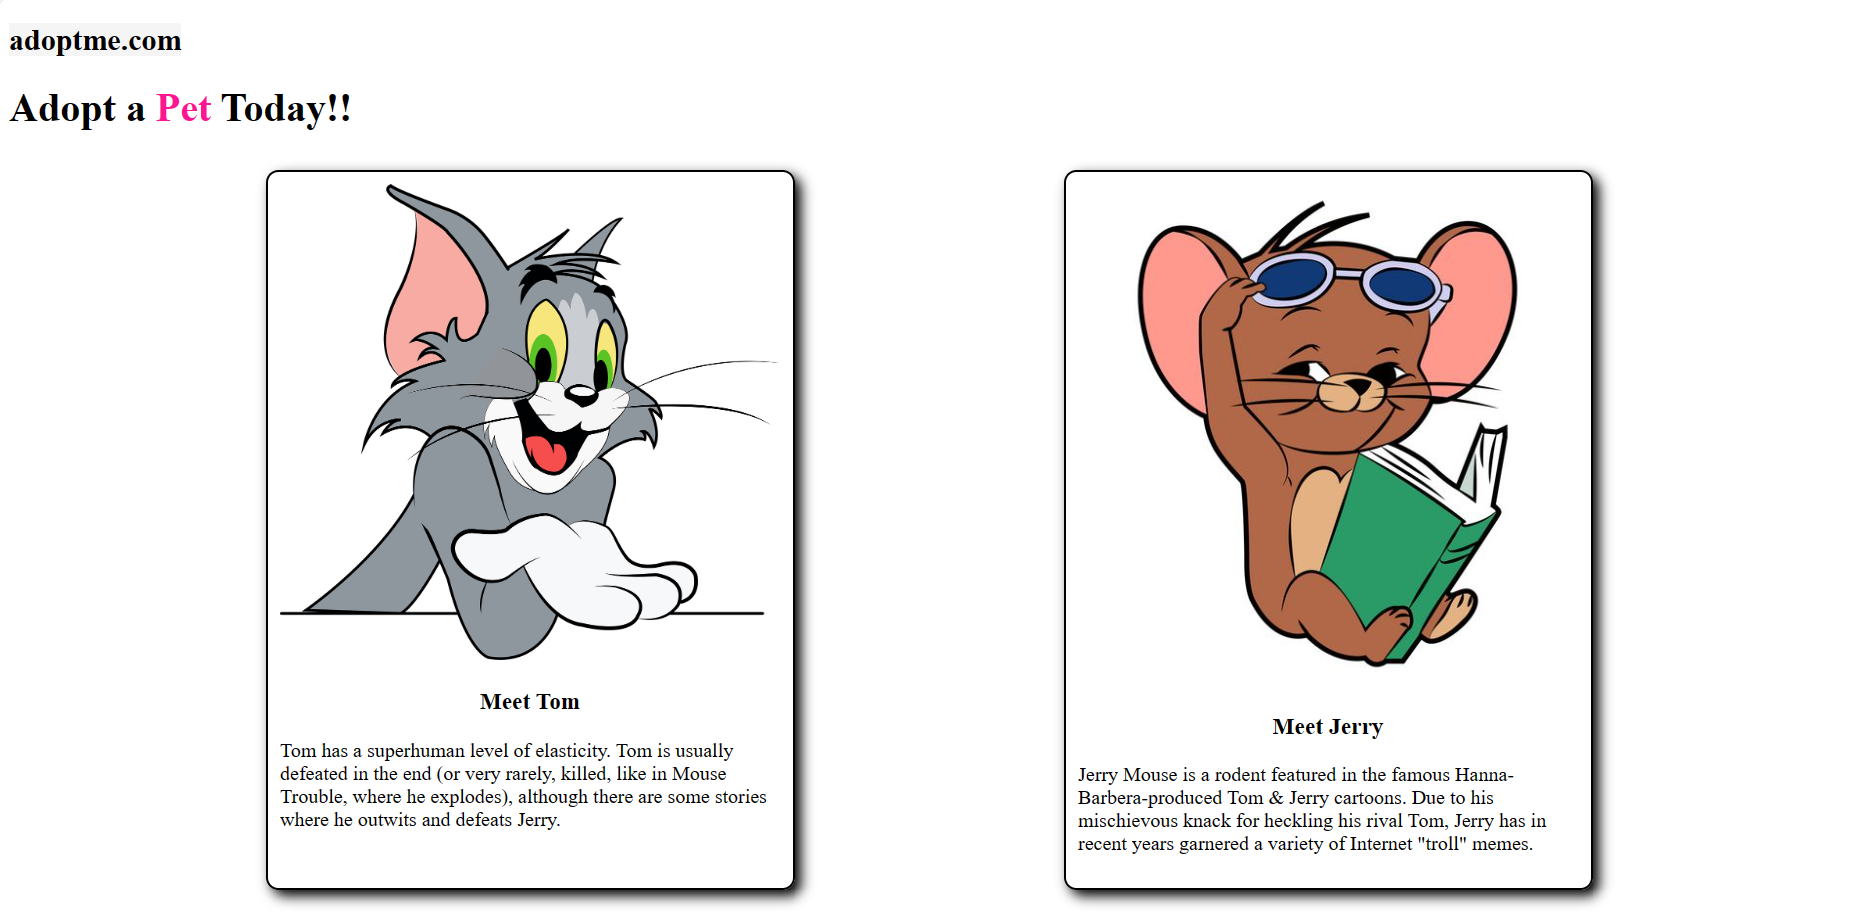 adoptme.com
Adopt a Pet Today!!
Meet Tom
Tom has a superhuman level of elasticity. Tom is usually
defeated in the end (or very rarely, killed, like in Mouse
Trouble, where he explodes), although there are some stories
where he outwits and defeats Jerry.
Meet Jerry
Jerry Mouse is a rodent featured in the famous Hanna-
Barbera-produced Tom & Jerry cartoons. Due to his
mischievous knack for heckling his rival Tom, Jerry has in
recent years garnered a variety of Internet "troll" memes.